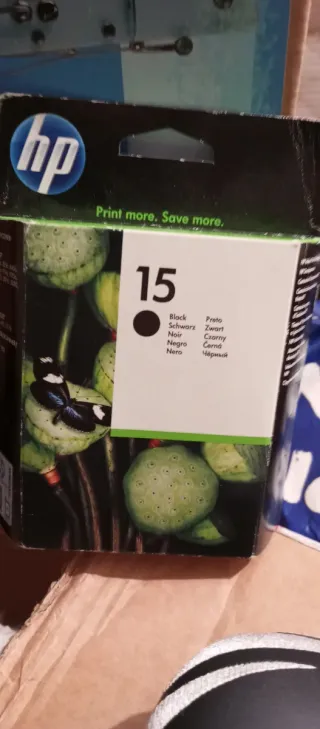 hp
Print more. Save more.
15
Black
Schwarz
Noir
Negro
Nero
Preto
Zwart
Czarny
Černá
Чёрный